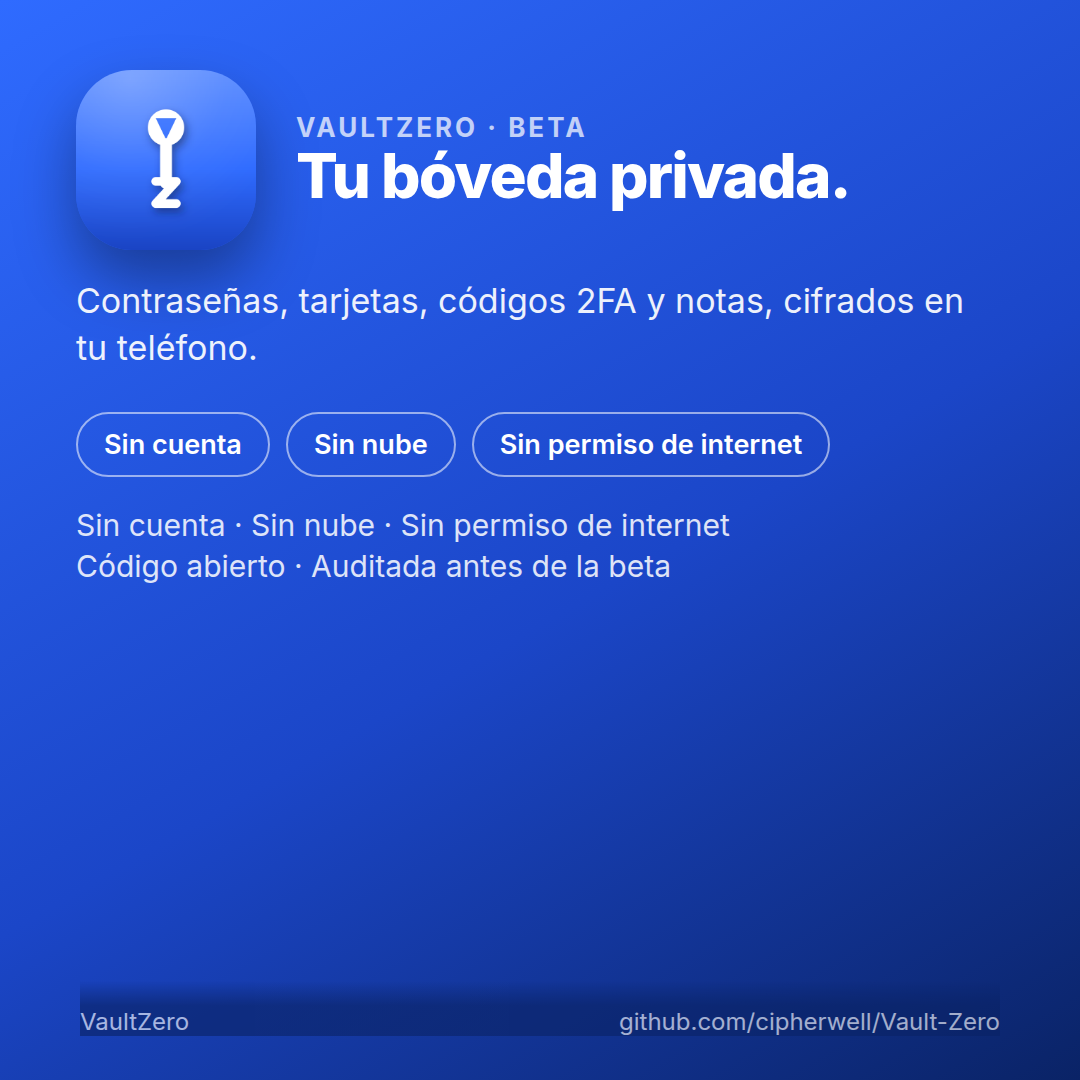 VAULTZERO · BETA
Tu bóveda privada.
Contraseñas, tarjetas, códigos 2FA y notas, cifrados en
tu teléfono.
Sin cuenta
Sin nube
Sin permiso de internet
Sin cuenta · Sin nube · Sin permiso de internet
Código abierto · Auditada antes de la beta
VaultZero
github.com/cipherwell/Vault-Zero